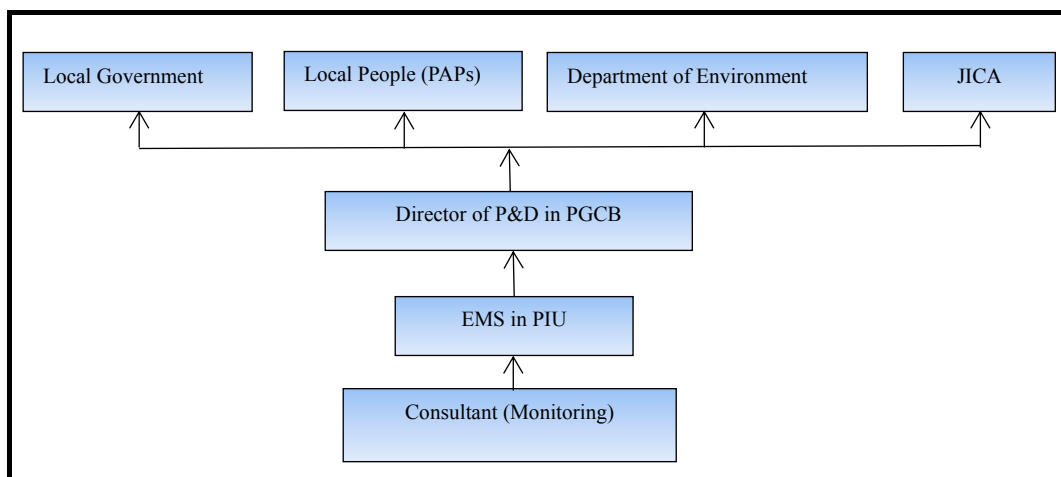 Local Government
Local People (PAPs)
Department of Environment
JICA
Director of P&D in PGCB
EMS in PIU
Consultant (Monitoring)